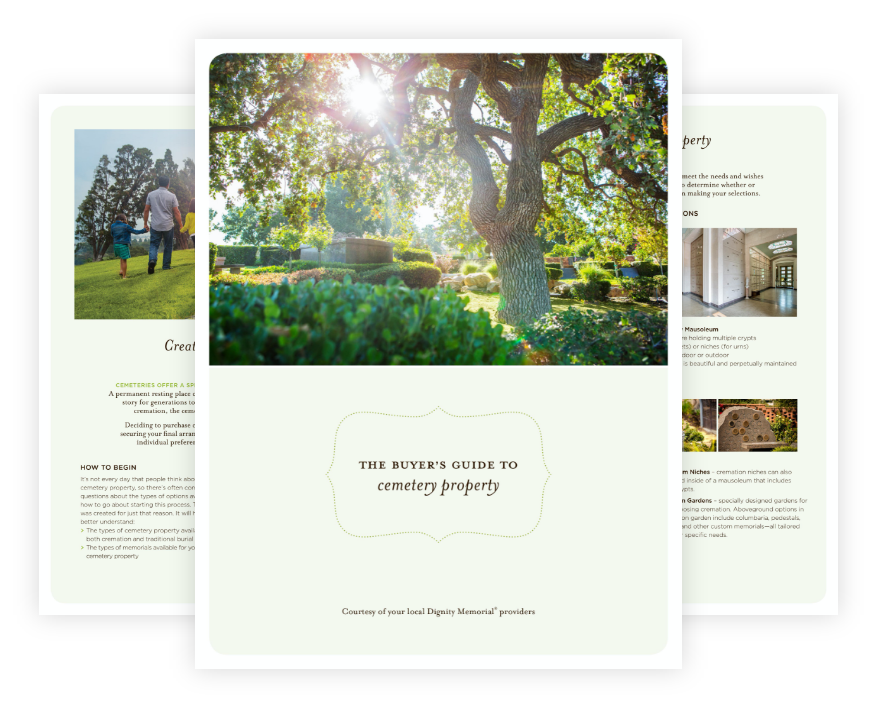 Creat
CEMETERIES OFFER A SP
A permanent resting place
story for generations to
cremation, the cem
Deciding to purchase
securing your final arran
individual prefere
HOW TO BEGIN
It's not every day that people think abo
cemetery property, so there's often con
questions about the types of options av
how to go about starting this process. T
was created for just that reason. It will h
better understand:
> The types of cemetery property avail
both cremation and traditional burial
> The types of memorials available for yo
cemetery property
THE BUYER'S GUIDE TO
cemetery property
Courtesy of your local Dignity Memorial® providers
perty
meet the needs and wishes
o determine whether or
n making your selections.
ONS
r Mausoleum
re holding multiple crypts
ets) or niches (for urns)
door or outdoor
is beautiful and perpetually maintained
m Niches – cremation niches can also
d inside of a mausoleum that includes
ypts.
n Gardens – specially designed gardens for
osing cremation. Aboveground options in
on garden include columbaria, pedestals,
and other custom memorials—all tailored
specific needs.